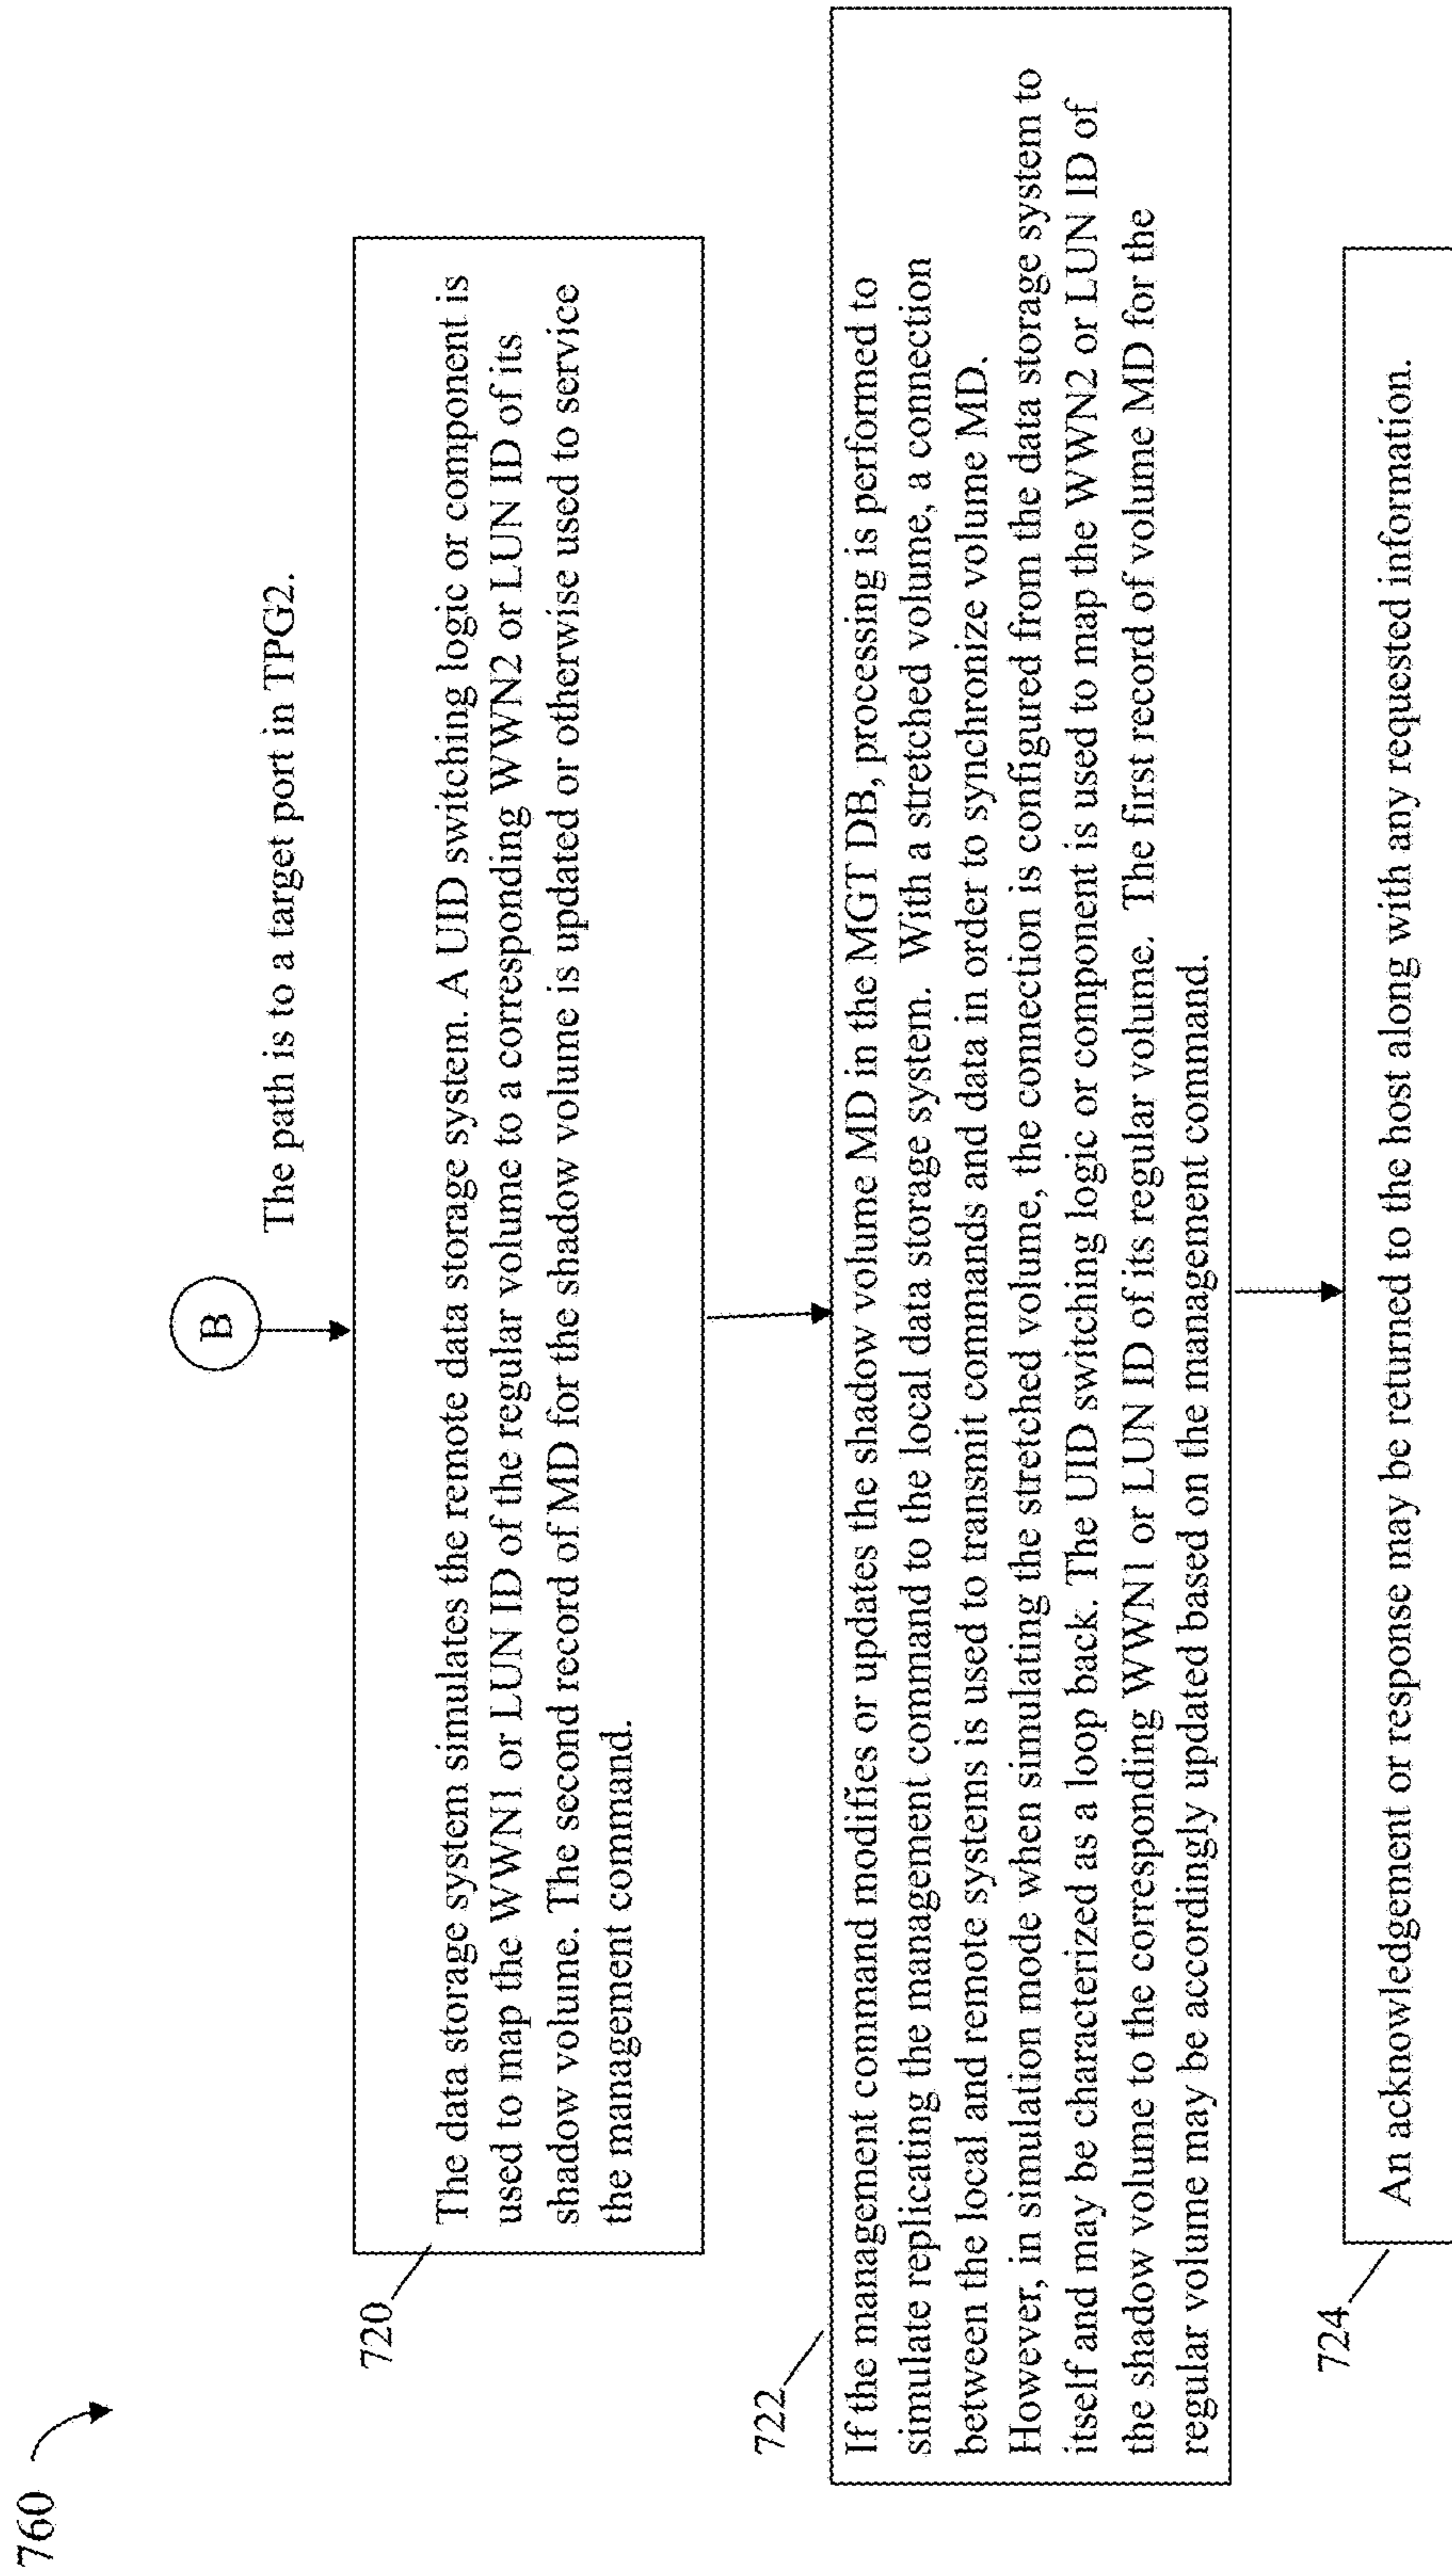 760
B
The path is to a target port in TPG2.
720
The data storage system simulates the remote data storage system. A UID switching logic or component is
used to map the WWN1 or LUN ID of the regular volume to a corresponding WWN2 or LUN ID of its
shadow volume. The second record of MD for the shadow volume is updated or otherwise used to service
the management command.
722
If the management command modifies or updates the shadow volume MD in the MGT DB, processing is performed to
simulate replicating the management command to the local data storage system. With a stretched volume, a connection
between the local and remote systems is used to transmit commands and data in order to synchronize volume MD.
However, in simulation mode when simulating the stretched volume, the connection is configured from the data storage system to
itself and may be characterized as a loop back. The UID switching logic or component is used to map the WWN2 or LUN ID of
the shadow volume to the corresponding WWN1 or LUN ID of its regular volume. The first record of volume MD for the
regular volume may be accordingly updated based on the management command.
724
An acknowledgement or response may be returned to the host along with any requested information.